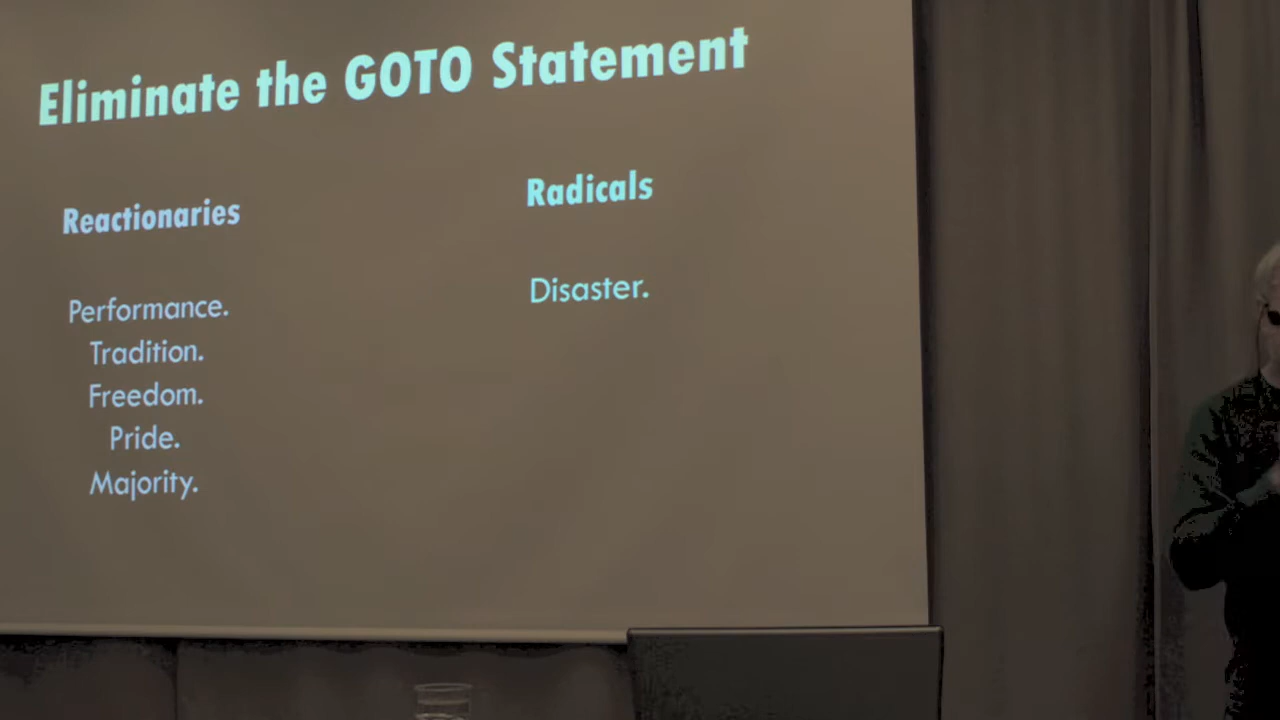 Eliminate the GOTO Statement
Reactionaries
Performance.
Tradition.
Freedom.
Pride.
Majority.
Radicals
Disaster.